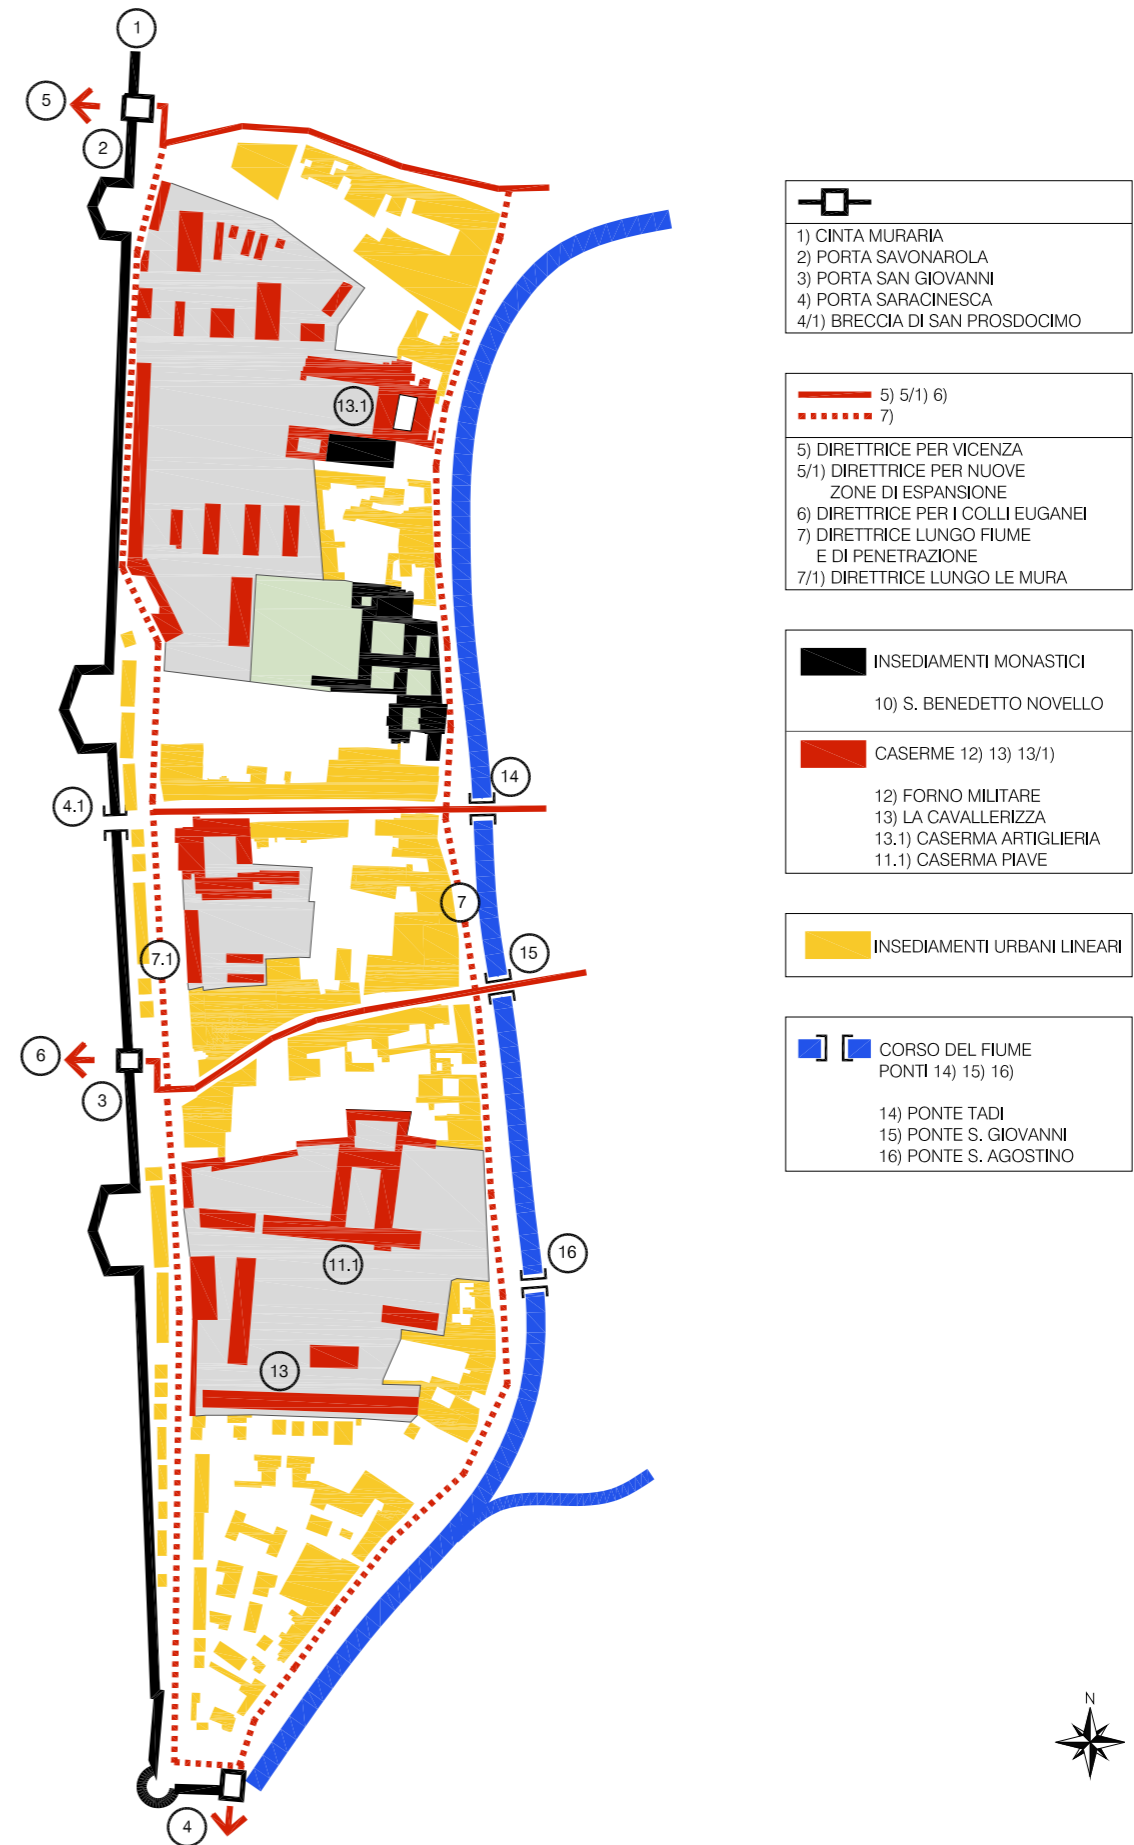 1
5
2
13.1
14
4.1
7
15
7.1
6
3
16
11.1
13
4
1) CINTA MURARIA
2) PORTA SAVONAROLA
3) PORTA SAN GIOVANNI
4) PORTA SARACINESCA
4/1) BRECCIA DI SAN PROSDOCIMO
5) 5/1) 6)
7)
5) DIRETTRICE PER VICENZA
5/1) DIRETTRICE PER NUOVE
ZONE DI ESPANSIONE
6) DIRETTRICE PER I COLLI EUGANEI
7) DIRETTRICE LUNGO FIUME
E DI PENETRAZIONE
7/1) DIRETTRICE LUNGO LE MURA
INSEDIAMENTI MONASTICI
10) S. BENEDETTO NOVELLO
CASERME 12) 13) 13/1)
12) FORNO MILITARE
13) LA CAVALLERIZZA
13.1) CASERMA ARTIGLIERIA
11.1) CASERMA PIAVE
INSEDIAMENTI URBANI LINEARI
CORSO DEL FIUME
PONTI 14) 15) 16)
14) PONTE TADI
15) PONTE S. GIOVANNI
16) PONTE S. AGOSTINO
N